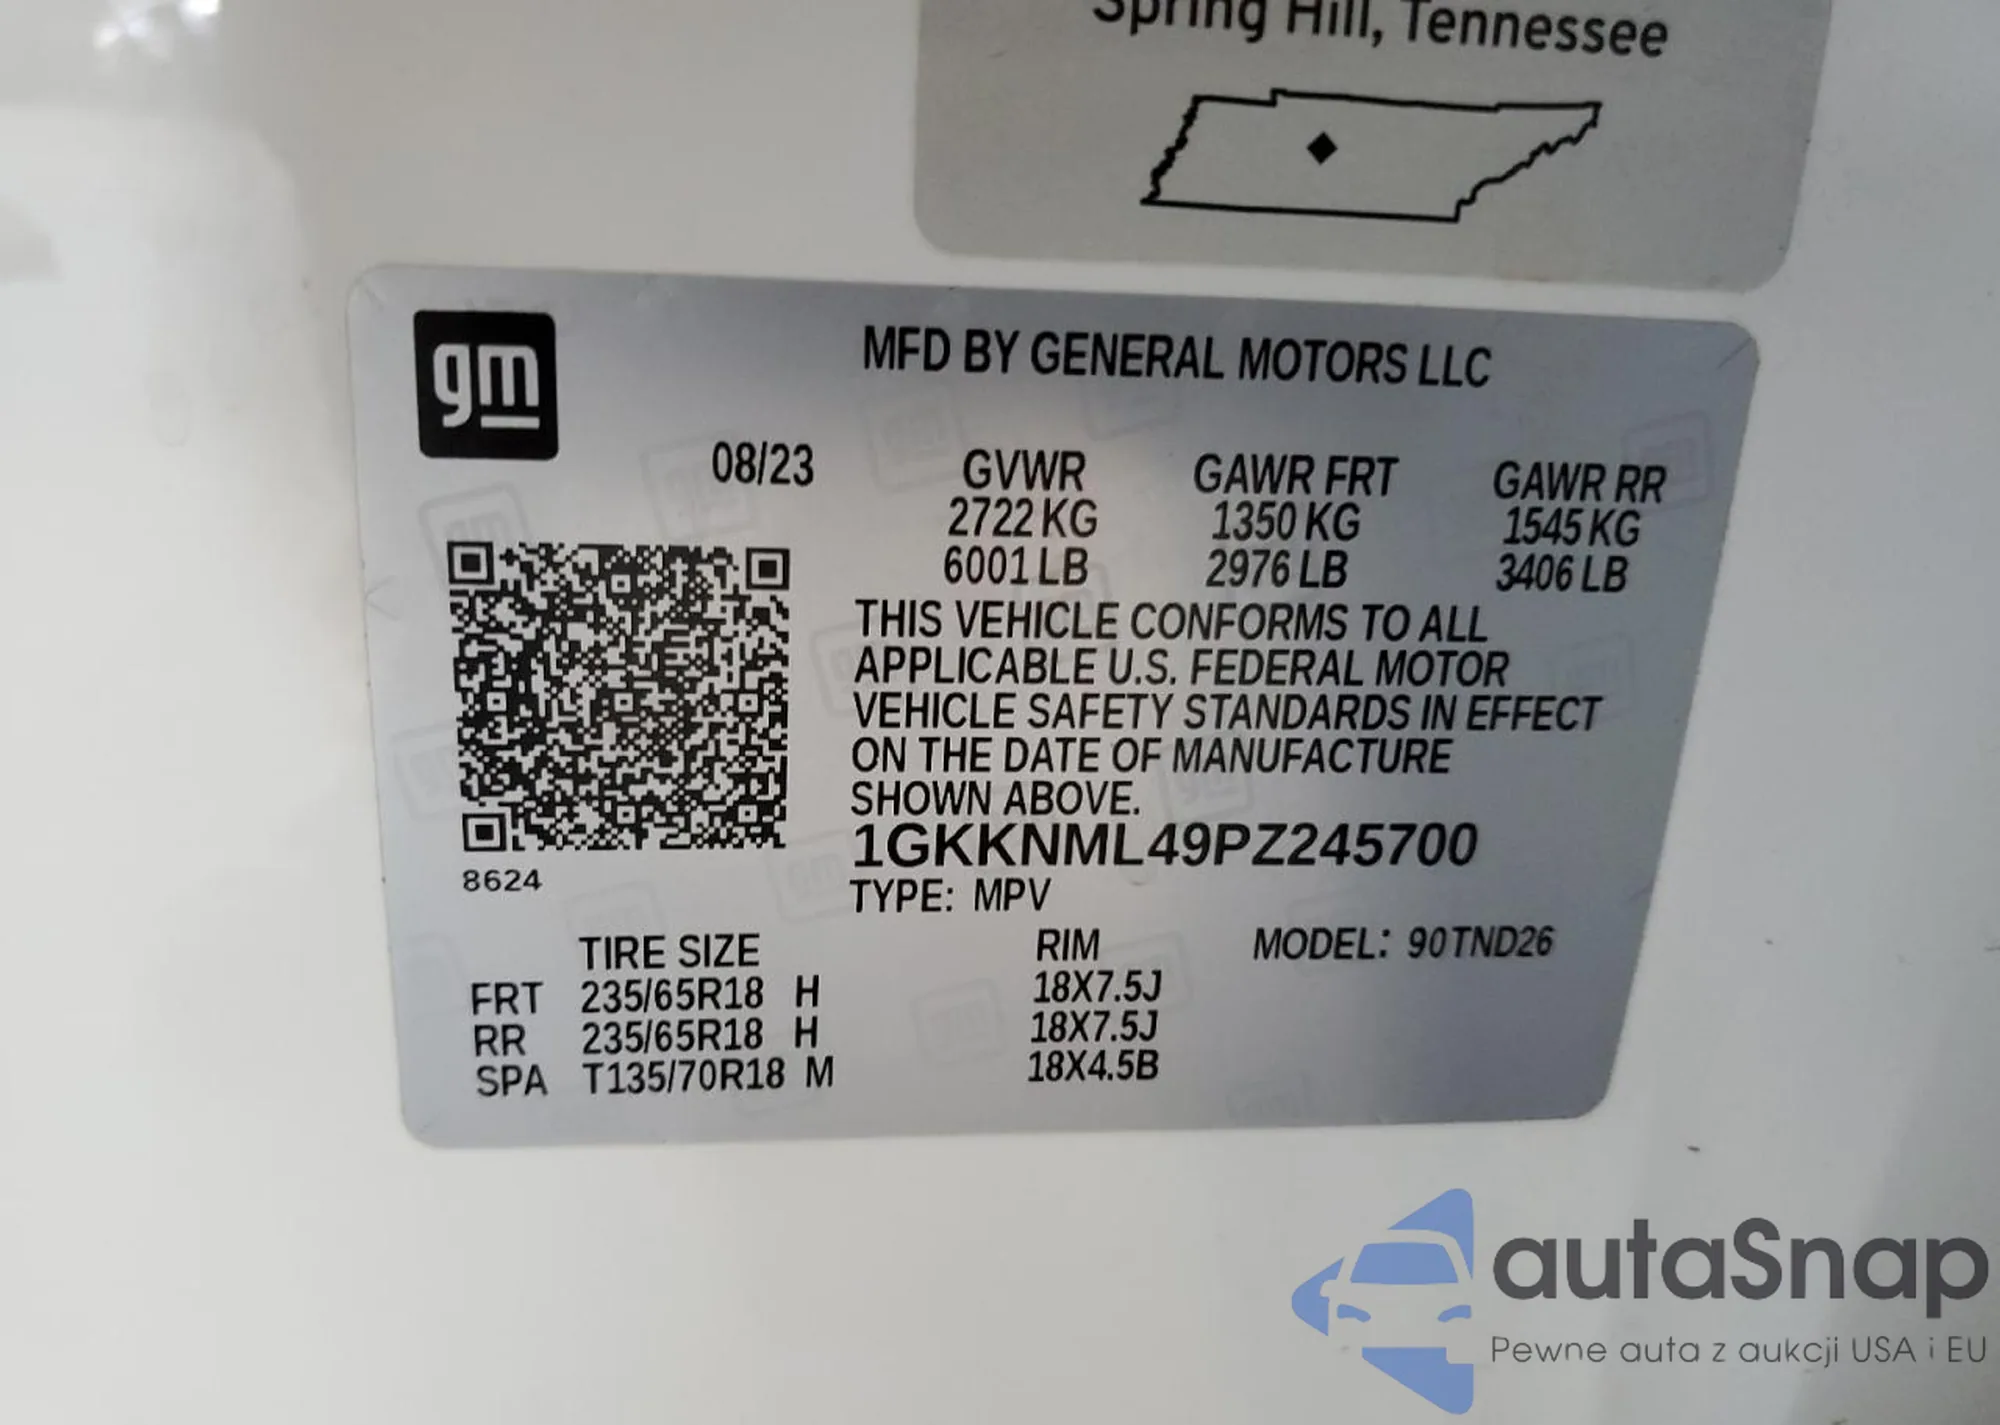 Spring Hill, Tennessee
gm
MFD BY GENERAL MOTORS LLC
08/23
GVWR GAWR FRT GAWR RR
2722 KG 1350 KG 1545 KG
6001 LB 2976 LB 3406 LB
THIS VEHICLE CONFORMS TO ALL
APPLICABLE U.S. FEDERAL MOTOR
VEHICLE SAFETY STANDARDS IN EFFECT
ON THE DATE OF MANUFACTURE
SHOWN ABOVE.
1GKKNML49PZ245700
8624
TYPE: MPV
TIRE SIZE RIM MODEL: 90TND26
FRT 235/65R18 H 18X7.5J
RR 235/65R18 H 18X7.5J
SPA T135/70R18 M 18X4.5B
autaSnap
Pewne auta z aukcji USA i EU